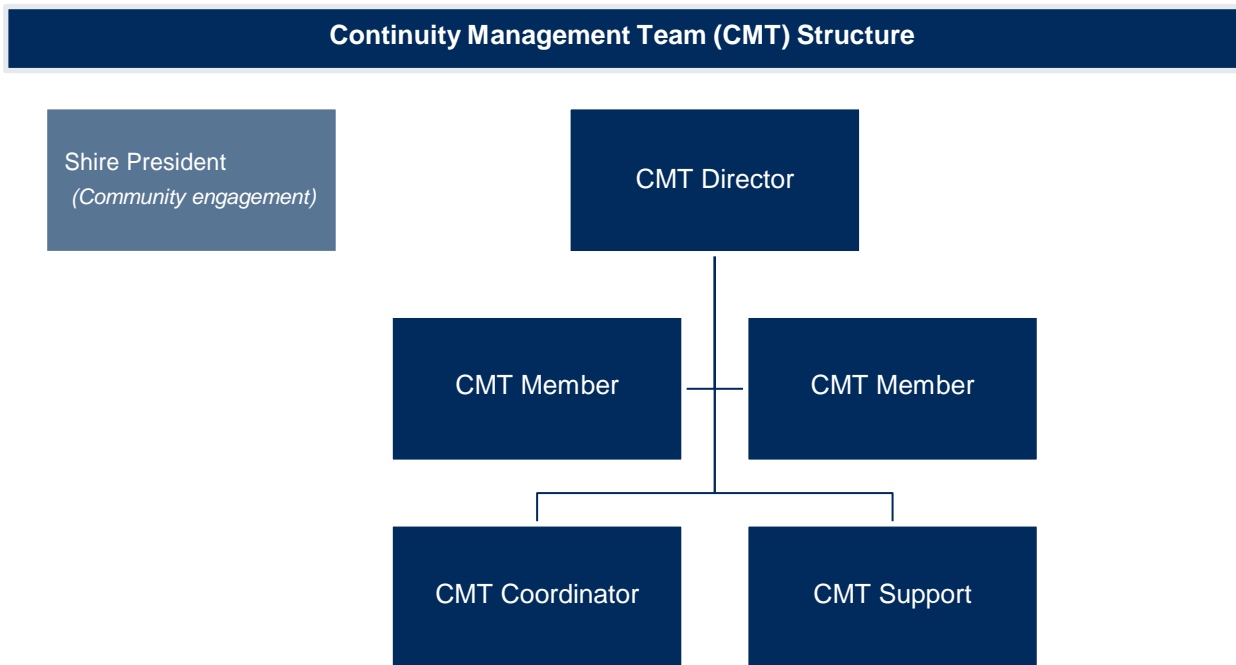 Continuity Management Team (CMT) Structure
Shire President
(Community engagement)
CMT Director
CMT Member
CMT Member
CMT Coordinator
CMT Support